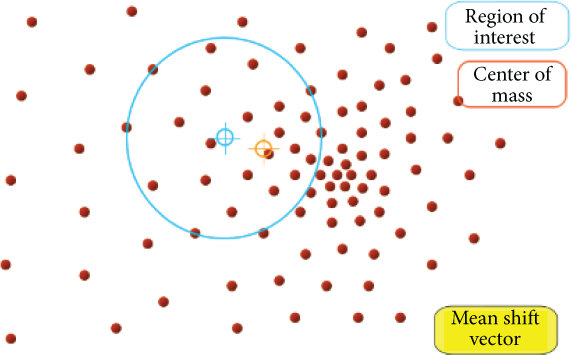 Region of
interest
Center of
mass
Mean shift
vector